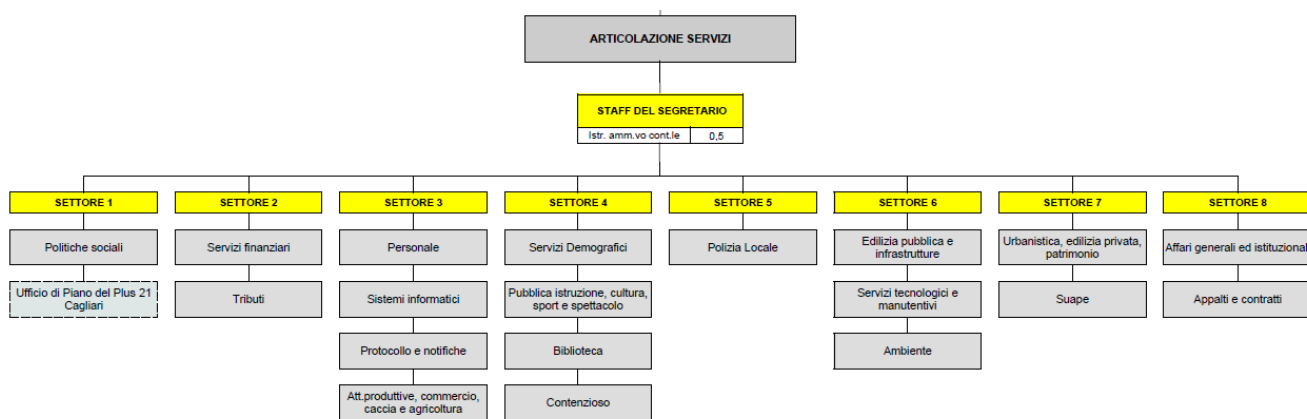 ARTICOLAZIONE SERVIZI
STAFF DEL SEGRETARIO
Istr. amm.vo cont.le 0,5
SETTORE 1
Politiche sociali
Ufficio di Piano del Plus 21
Cagliari
SETTORE 2
Servizi finanziari
Tributi
SETTORE 3
Personale
Sistemi informatici
Protocollo e notifiche
Att.produttive, commercio,
caccia e agricoltura
SETTORE 4
Servizi Demografici
Pubblica istruzione, cultura,
sport e spettacolo
Biblioteca
Contenzioso
SETTORE 5
Polizia Locale
SETTORE 6
Edilizia pubblica e
infrastrutture
Servizi tecnologici e
manutentivi
Ambiente
SETTORE 7
Urbanistica, edilizia privata,
patrimonio
Suape
SETTORE 8
Affari generali ed istituzional
Appalti e contratti